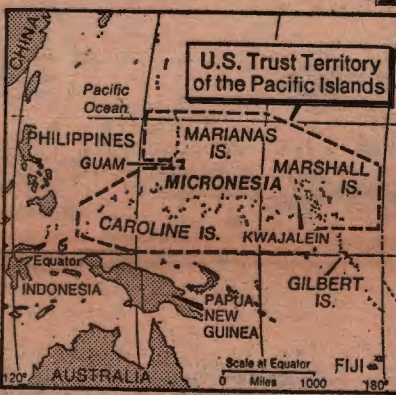 CHINA
U.S. Trust Territory
of the Pacific Islands
Pacific
Ocean
PHILIPPINES
MARIANAS
IS.
GUAM
MICRONESIA
MARSHALL
IS.
CAROLINE IS.
KWAJALEIN
Equator
INDONESIA
GILBERT
IS.
PAPUA
NEW
GUINEA
Scale at Equator
0 Miles 1000
FIJI
120°
AUSTRALIA
180°